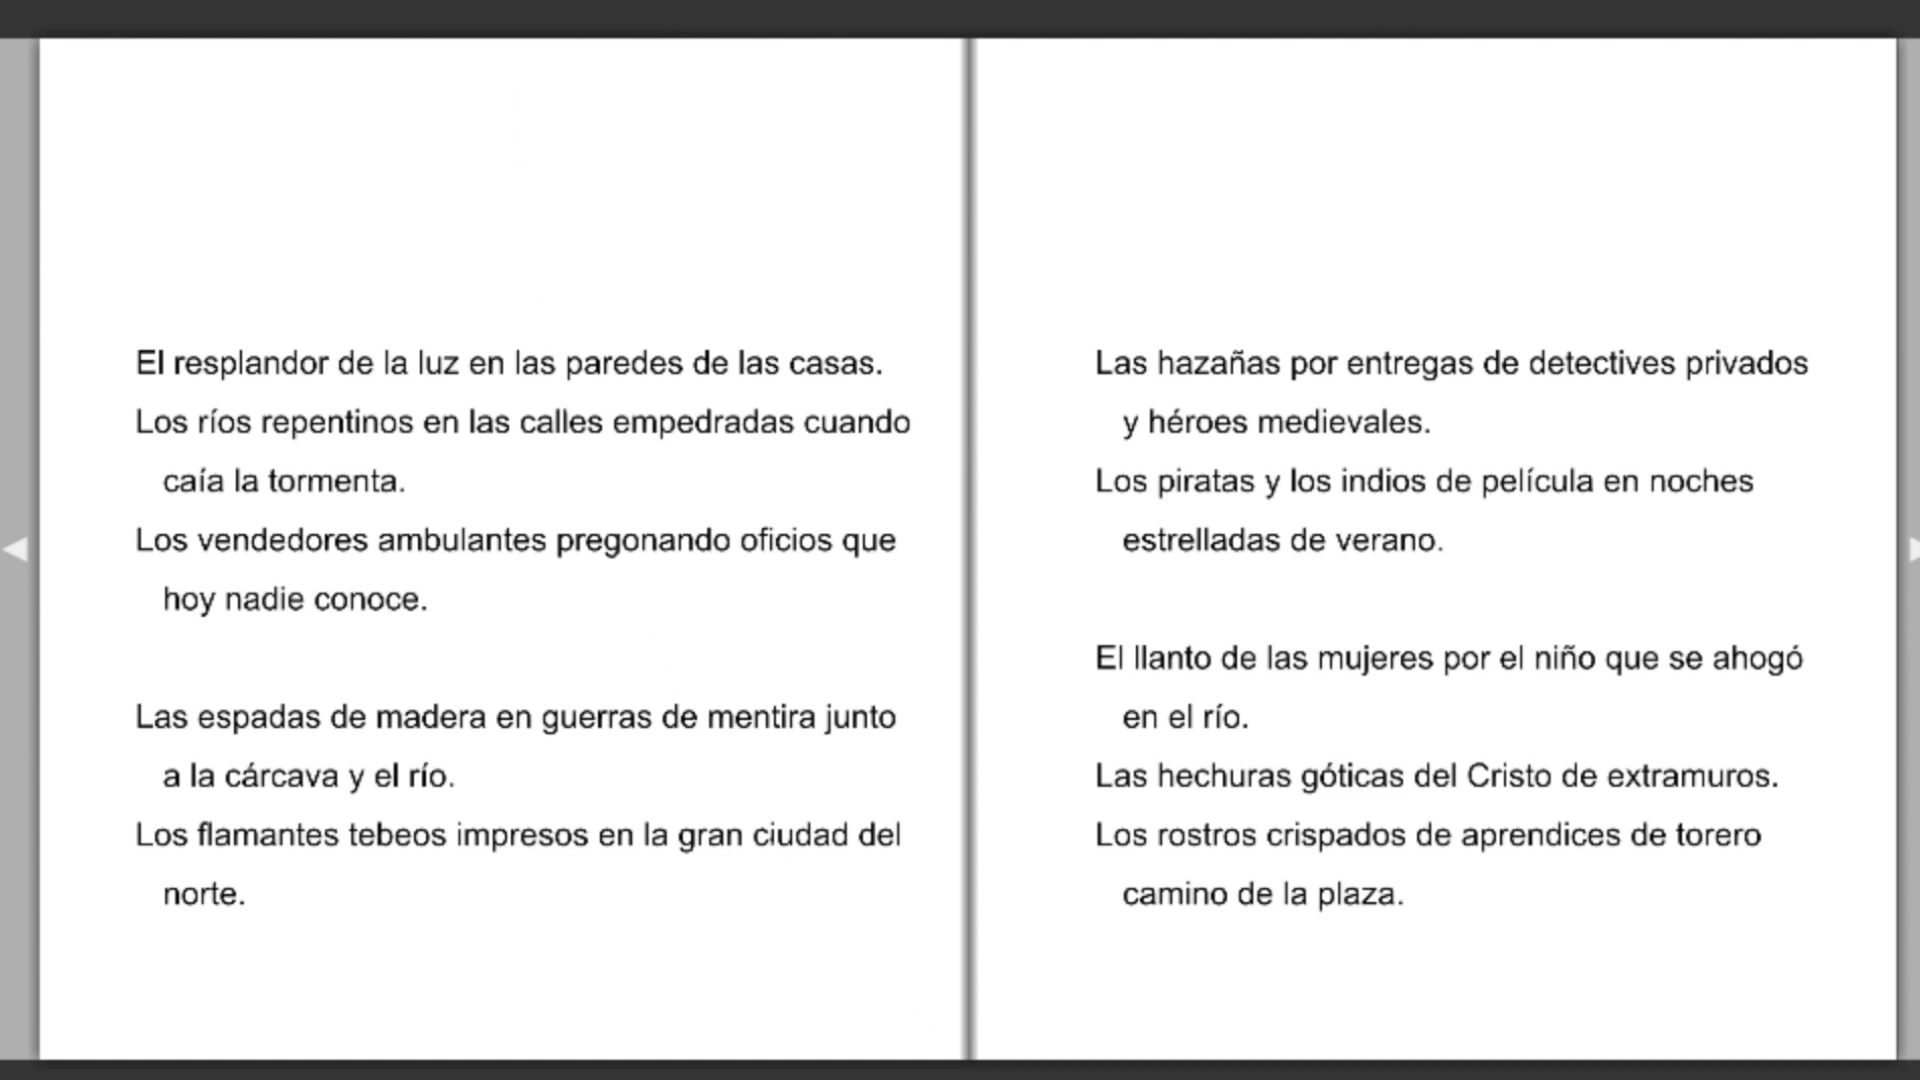 El resplandor de la luz en las paredes de las casas.
Los ríos repentinos en las calles empedradas cuando
caía la tormenta.
Los vendedores ambulantes pregonando oficios que
hoy nadie conoce.
Las espadas de madera en guerras de mentira junto
a la cárcava y el río.
Los flamantes tebeos impresos en la gran ciudad del
norte.
Las hazañas por entregas de detectives privados
y héroes medievales.
Los piratas y los indios de película en noches
estrelladas de verano.
El llanto de las mujeres por el niño que se ahogó
en el río.
Las hechuras góticas del Cristo de extramuros.
Los rostros crispados de aprendices de torero
camino de la plaza.